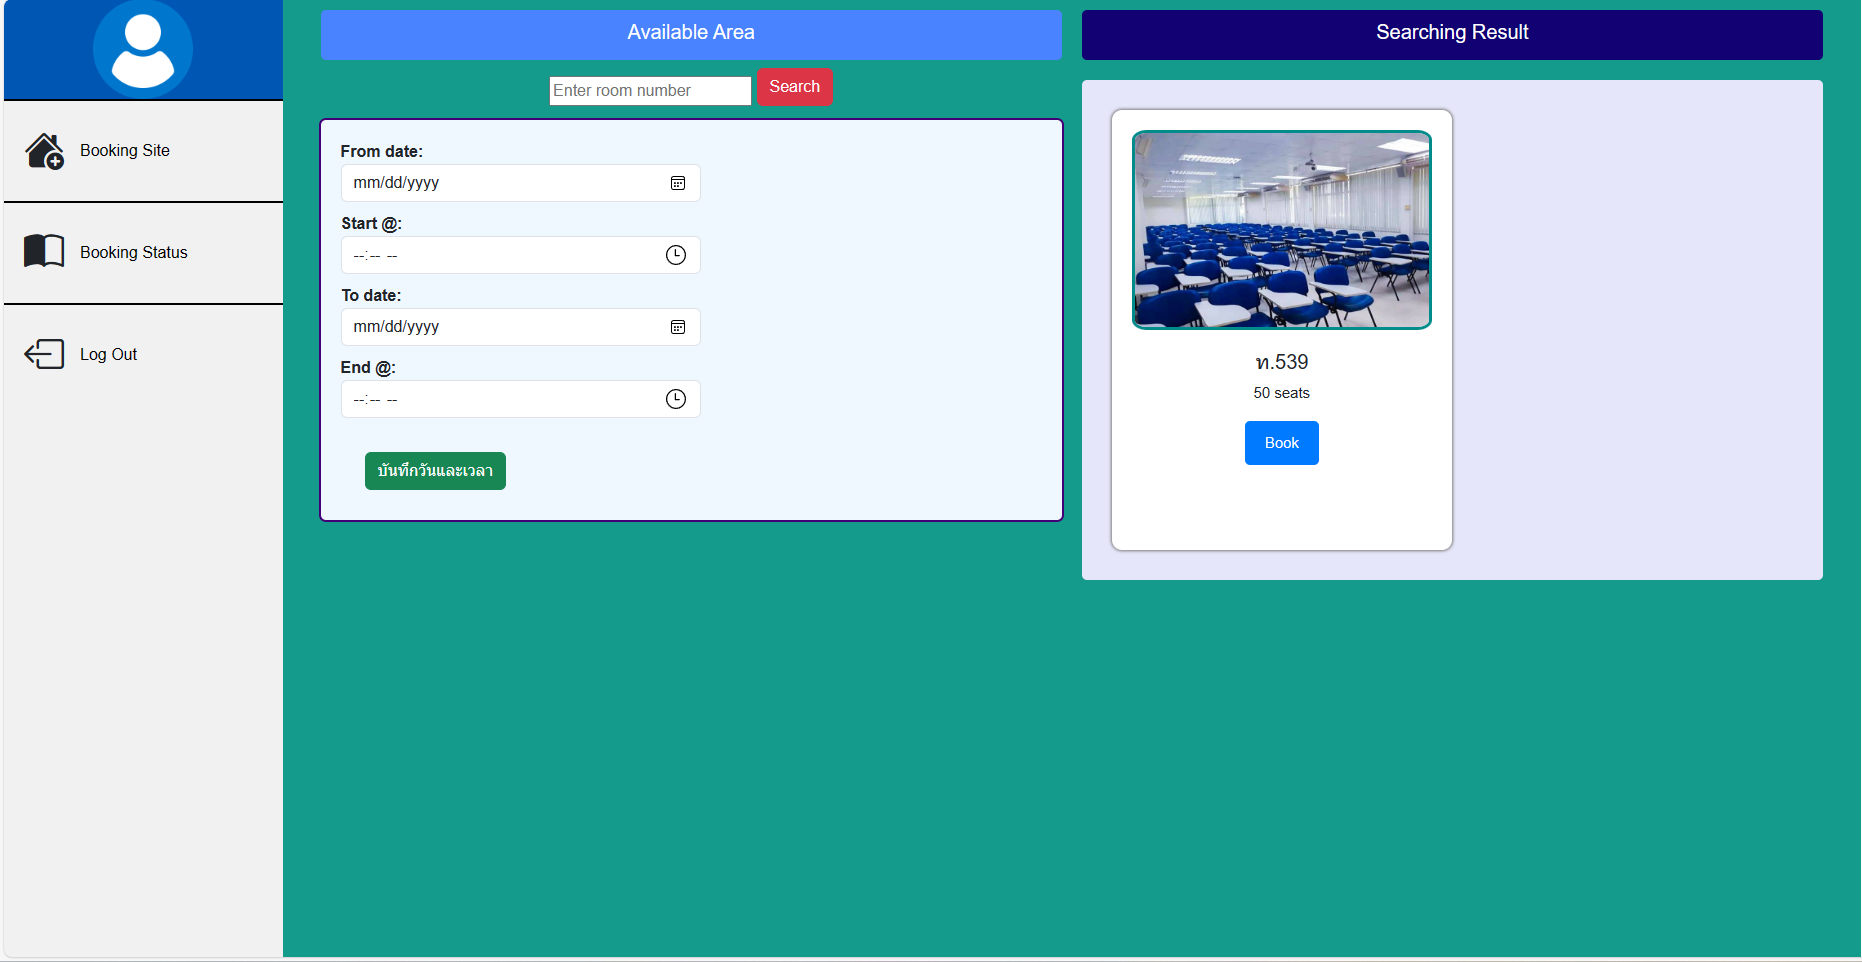 Booking Site
Booking Status
Log Out
Available Area
Enter room number
Search
From date:
mm/dd/yyyy
Start @:
--:-- --
To date:
mm/dd/yyyy
End @:
--:-- --
บันทึกวันและเวลา
Searching Result
ท.539
50 seats
Book